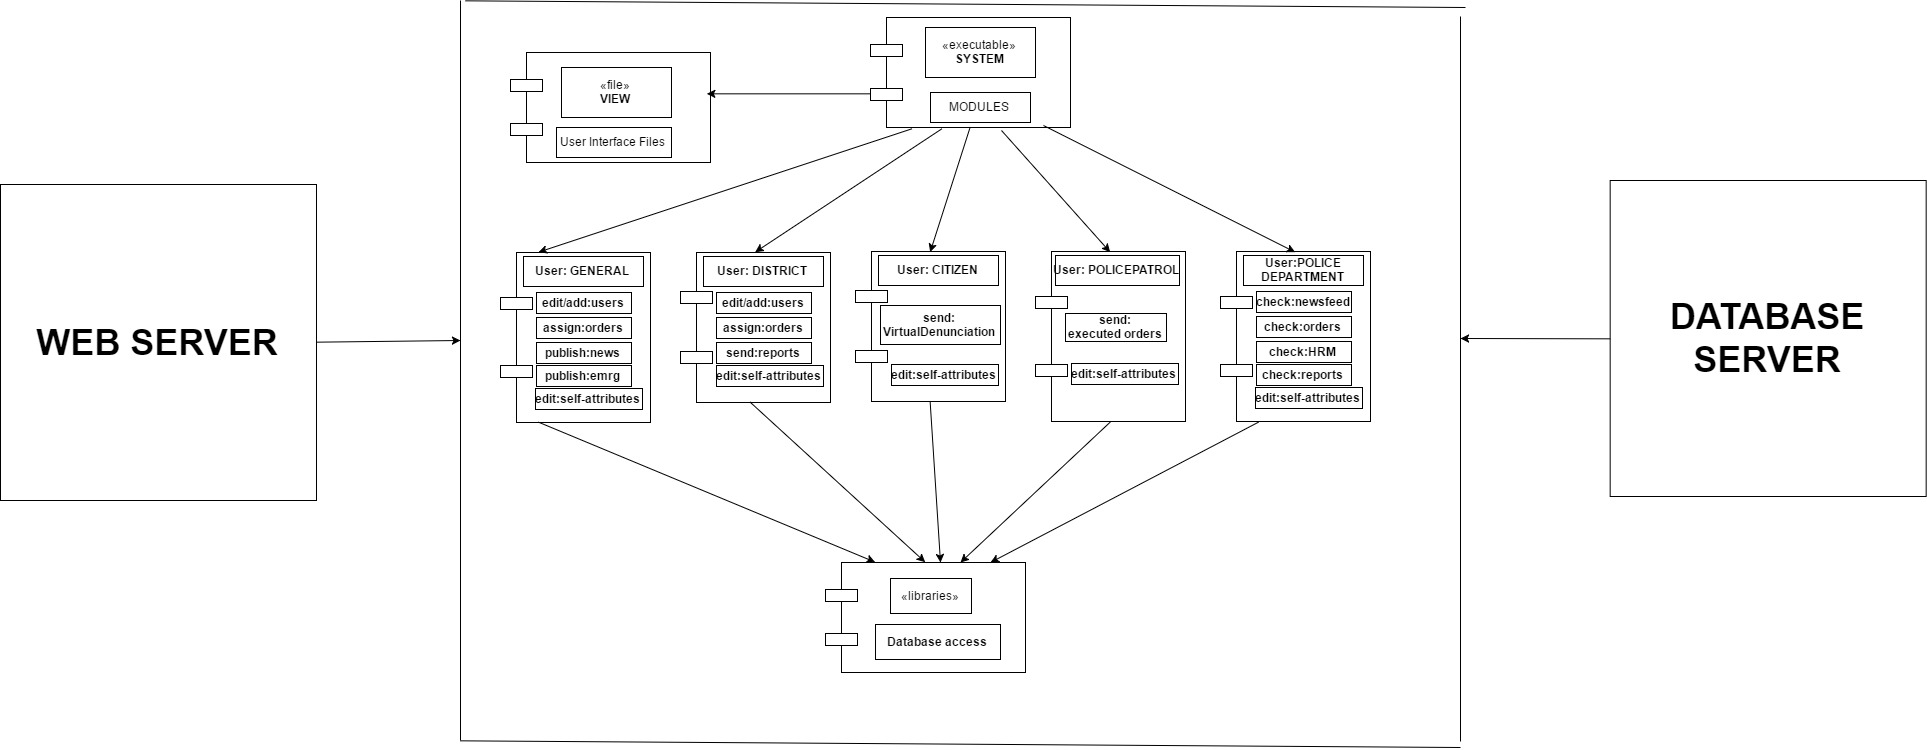 «executable»
SYSTEM
MODULES
«file»
VIEW
User Interface Files
WEB SERVER
DATABASE
SERVER
User: GENERAL
edit/add:users
assign:orders
publish:news
publish:emrg
edit:self-attributes
User: DISTRICT
edit/add:users
assign:orders
send:reports
edit:self-attributes
User: CITIZEN
send:
VirtualDenunciation
edit:self-attributes
User: POLICEPATROL
send:
executed orders
edit:self-attributes
User:POLICE
DEPARTMENT
check:newsfeed
check:orders
check:HRM
check:reports
edit:self-attributes
«libraries»
Database access